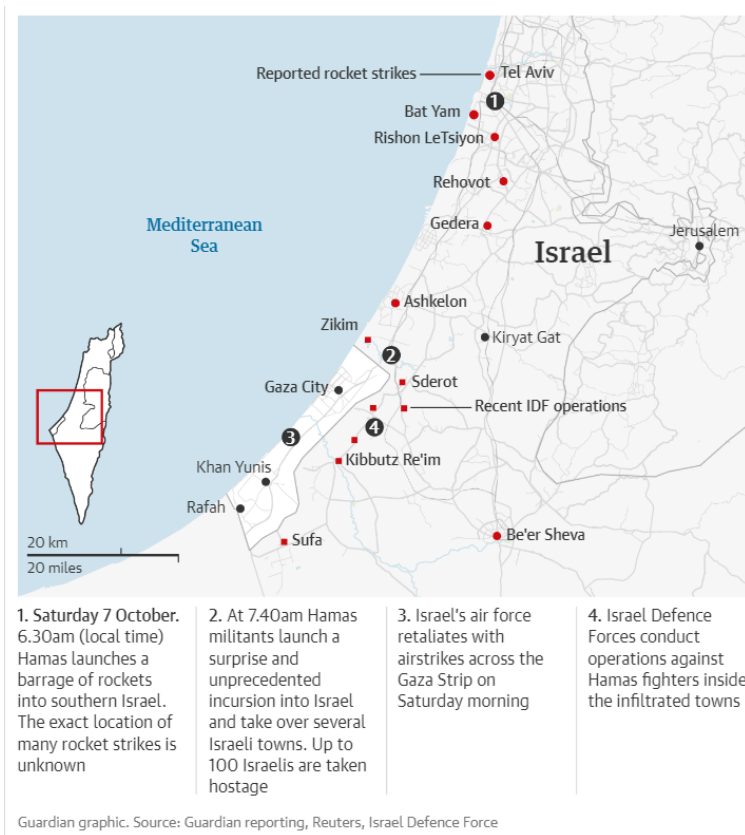 Reported rocket strikes
Tel Aviv
1
Bat Yam
Rishon LeTsiyon
Rehovot
Mediterranean
Sea
Gedera
Israel
Jerusalem
Ashkelon
Zikim
Kiryat Gat
2
Gaza City
Sderot
Recent IDF operations
3
4
Kibbutz Re'im
Khan Yunis
Rafah
Sufa
Be'er Sheva
20 km
20 miles
1. Saturday 7 October.
6.30am (local time)
Hamas launches a
barrage of rockets
into southern Israel.
The exact location of
many rocket strikes is
unknown
2. At 7.40am Hamas
militants launch a
surprise and
unprecedented
incursion into Israel
and take over several
Israeli towns. Up to
100 Israelis are taken
hostage
3. Israel's air force
retaliates with
airstrikes across the
Gaza Strip on
Saturday morning
4. Israel Defence
Forces conduct
operations against
Hamas fighters inside
the infiltrated towns
Guardian graphic. Source: Guardian reporting, Reuters, Israel Defence Force